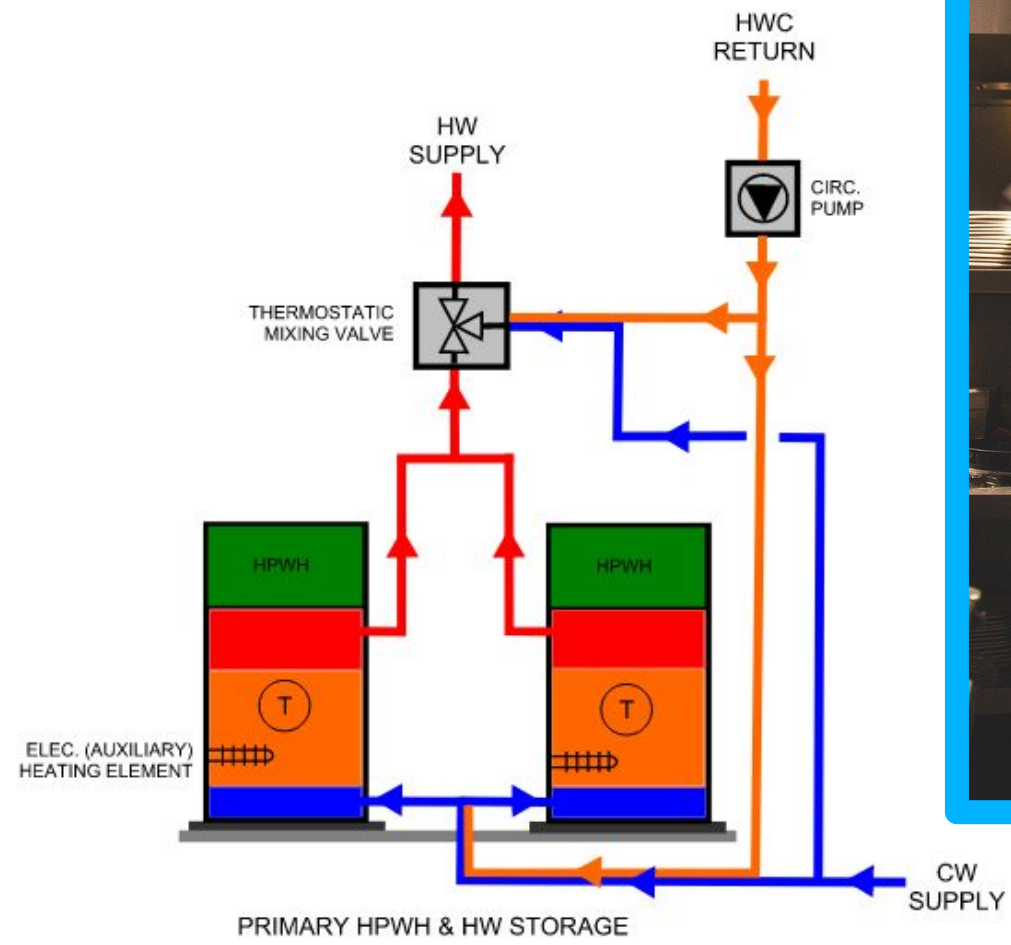 HWC
RETURN
HW
SUPPLY
CIRC.
PUMP
THERMOSTATIC
MIXING VALVE
HPWH
HPWH
T
T
ELEC. (AUXILIARY)
HEATING ELEMENT
CW
SUPPLY
PRIMARY HPWH & HW STORAGE